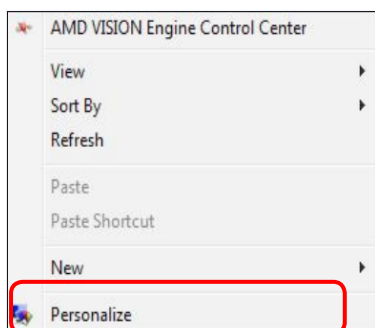 AMD VISION Engine Control Center
View
Sort By
Refresh
Paste
Paste Shortcut
New
Personalize